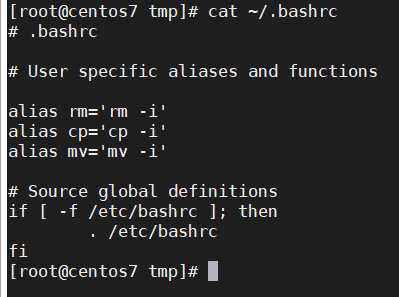 [root@centos7 tmp]# cat ~/.bashrc
# .bashrc

# User specific aliases and functions

alias rm='rm -i'
alias cp='cp -i'
alias mv='mv -i'

# Source global definitions
if [ -f /etc/bashrc ]; then
        . /etc/bashrc
fi
[root@centos7 tmp]#